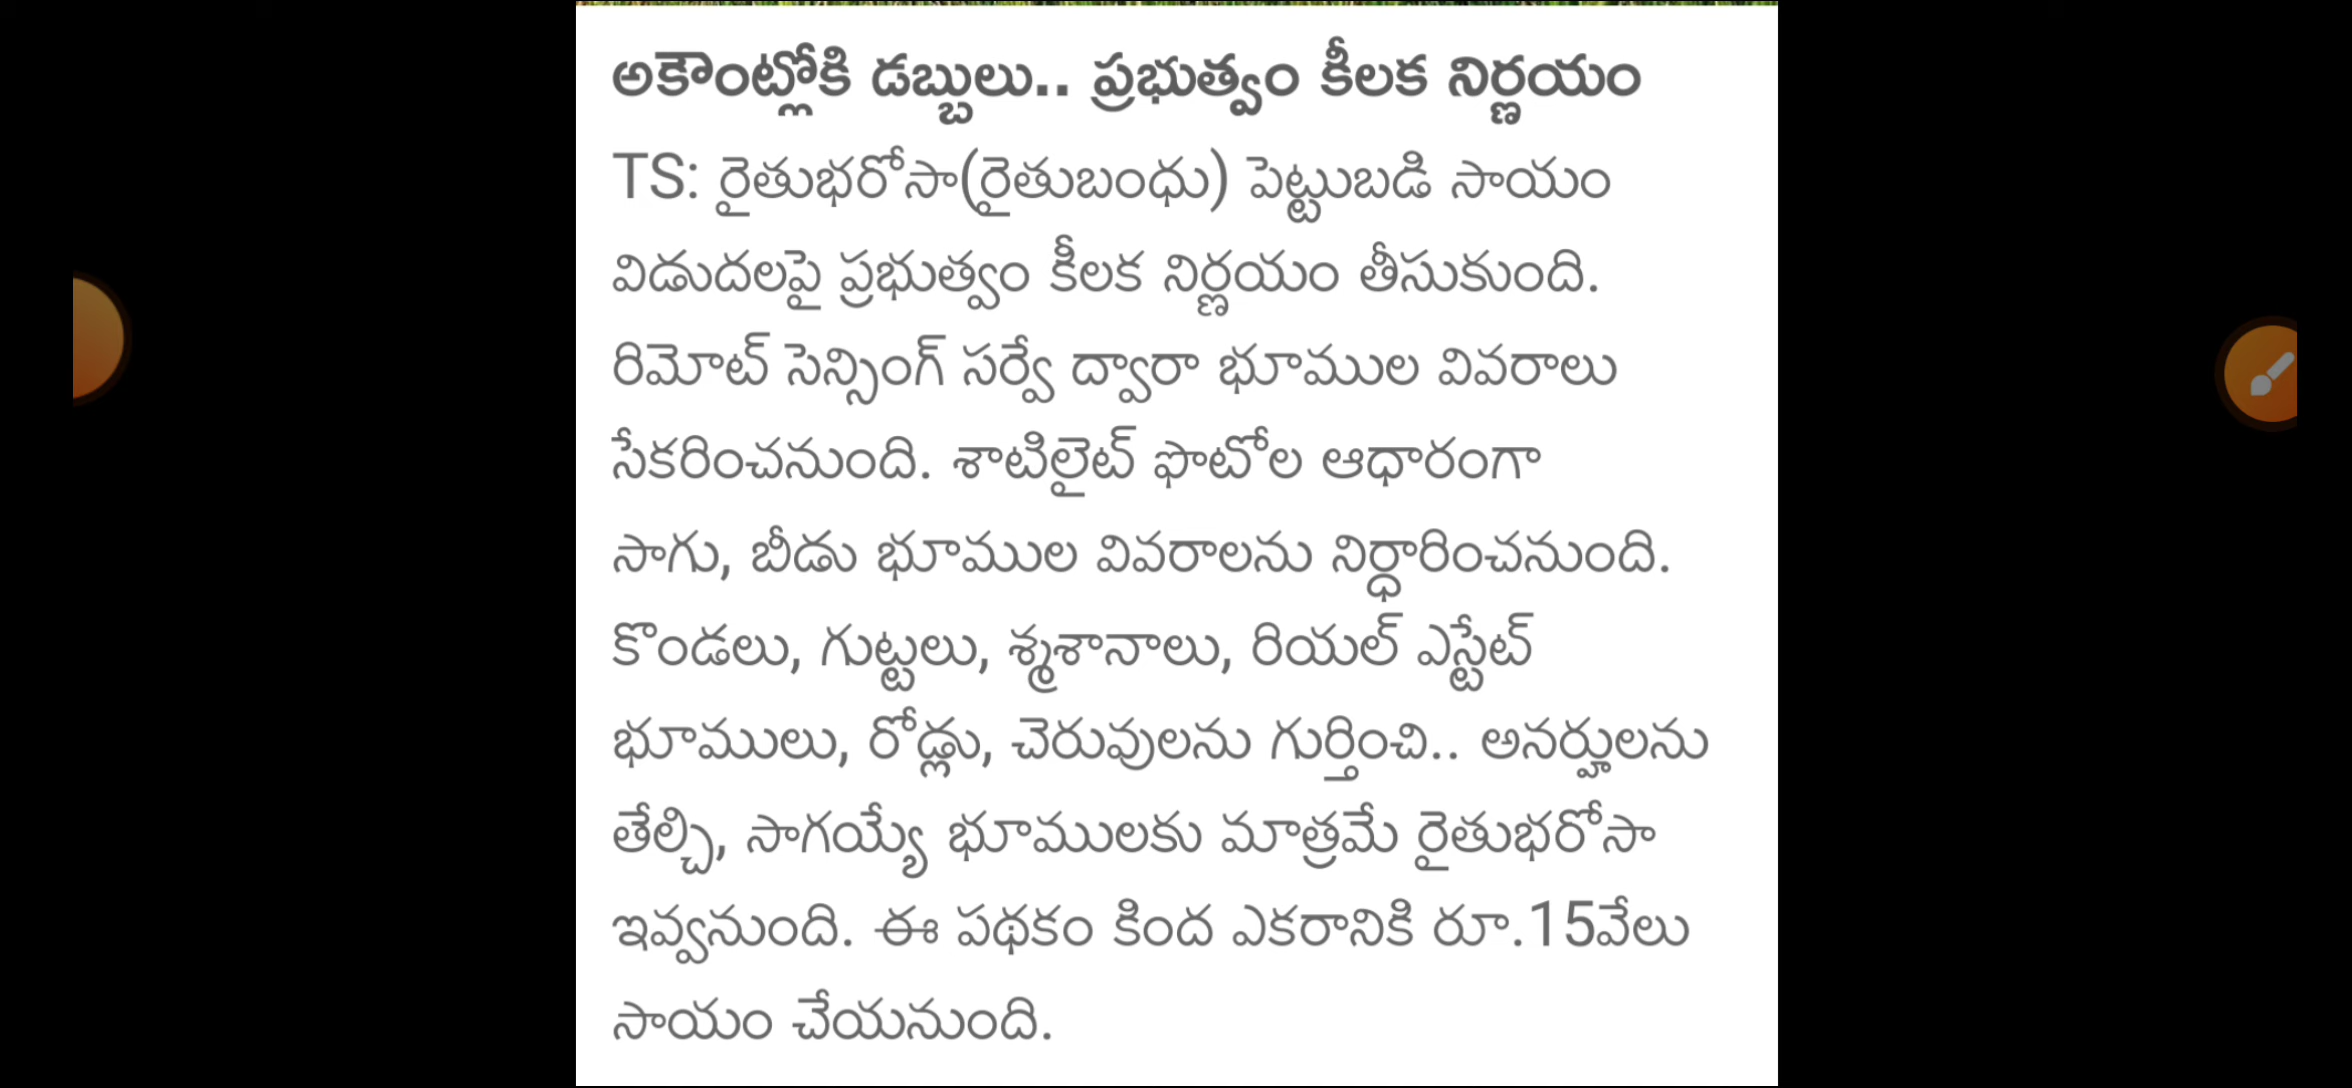 అకౌంట్లోకి డబ్బులు.. ప్రభుత్వం కీలక నిర్ణయం
TS: రైతుభరోసా(రైతుబంధు) పెట్టుబడి సాయం
విడుదలపై ప్రభుత్వం కీలక నిర్ణయం తీసుకుంది.
రిమోట్ సెన్సింగ్ సర్వే ద్వారా భూముల వివరాలు
సేకరించనుంది. శాటిలైట్ ఫొటోల ఆధారంగా
సాగు, బీడు భూముల వివరాలను నిర్ధారించనుంది.
కొండలు, గుట్టలు, శ్మశానాలు, రియల్ ఎస్టేట్
భూములు, రోడ్లు, చెరువులను గుర్తించి.. అనర్హులను
తేల్చి, సాగయ్యే భూములకు మాత్రమే రైతుభరోసా
ఇవ్వనుంది. ఈ పథకం కింద ఎకరానికి రూ.15వేలు
సాయం చేయనుంది.